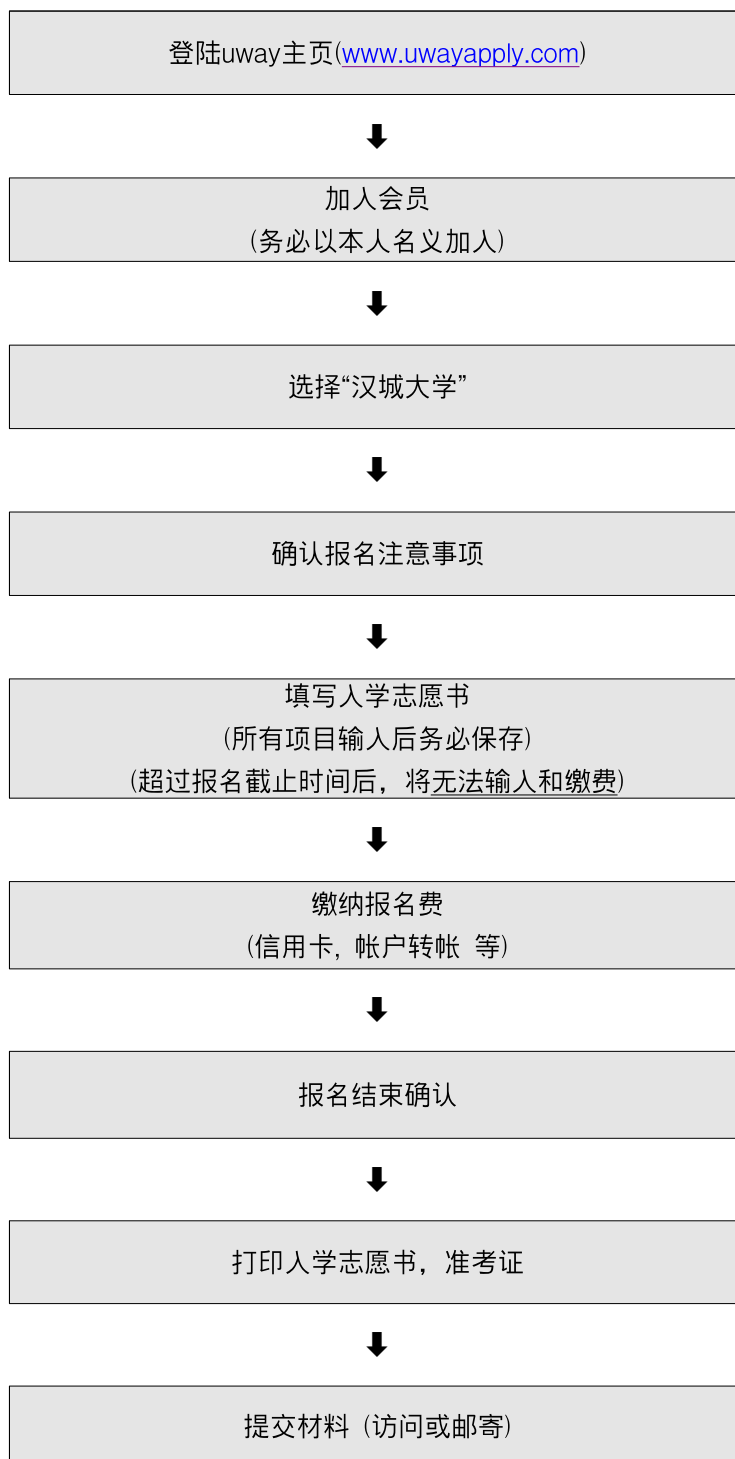 登陆uway主页(www.uwayapply.com)
加入会员
(务必以本人名义加入)
选择“汉城大学”
确认报名注意事项
填写入学志愿书
(所有项目输入后务必保存)
(超过报名截止时间后，将无法输入和缴费)
缴纳报名费
(信用卡, 帐户转帐 等)
报名结束确认
打印入学志愿书，准考证
提交材料 (访问或邮寄)